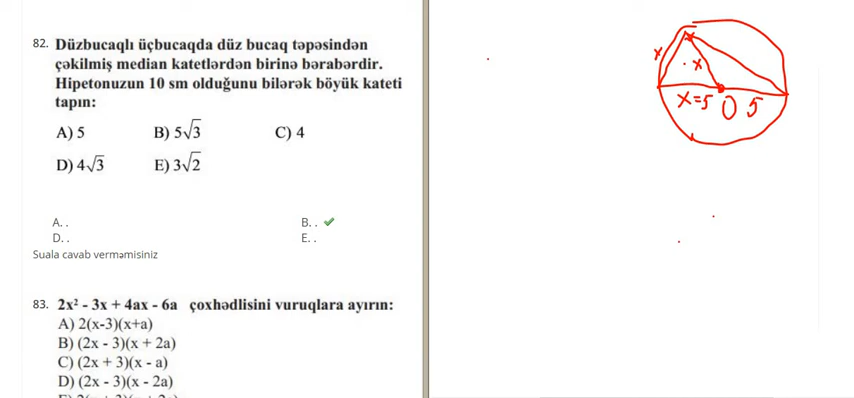 82. Düzbucaqlı üçbucaqda düz bucaq təpəsindən
çəkilmiş median katetlərdən birinə bərabərdir.
Hipetonuzun 10 sm olduğunu bilərək böyük kateti
tapın:
A) 5 B) 5√3 C) 4
D) 4√3 E) 3√2
A. . B. . ✔
D. . E. .
Suala cavab verməmisiniz
83. 2x² - 3x + 4ax - 6a çoxhədlisini vuruqlara ayırın:
A) 2(x-3)(x+a)
B) (2x - 3)(x + 2a)
C) (2x + 3)(x - a)
D) (2x - 3)(x - 2a)
x
x
x=5 O 5